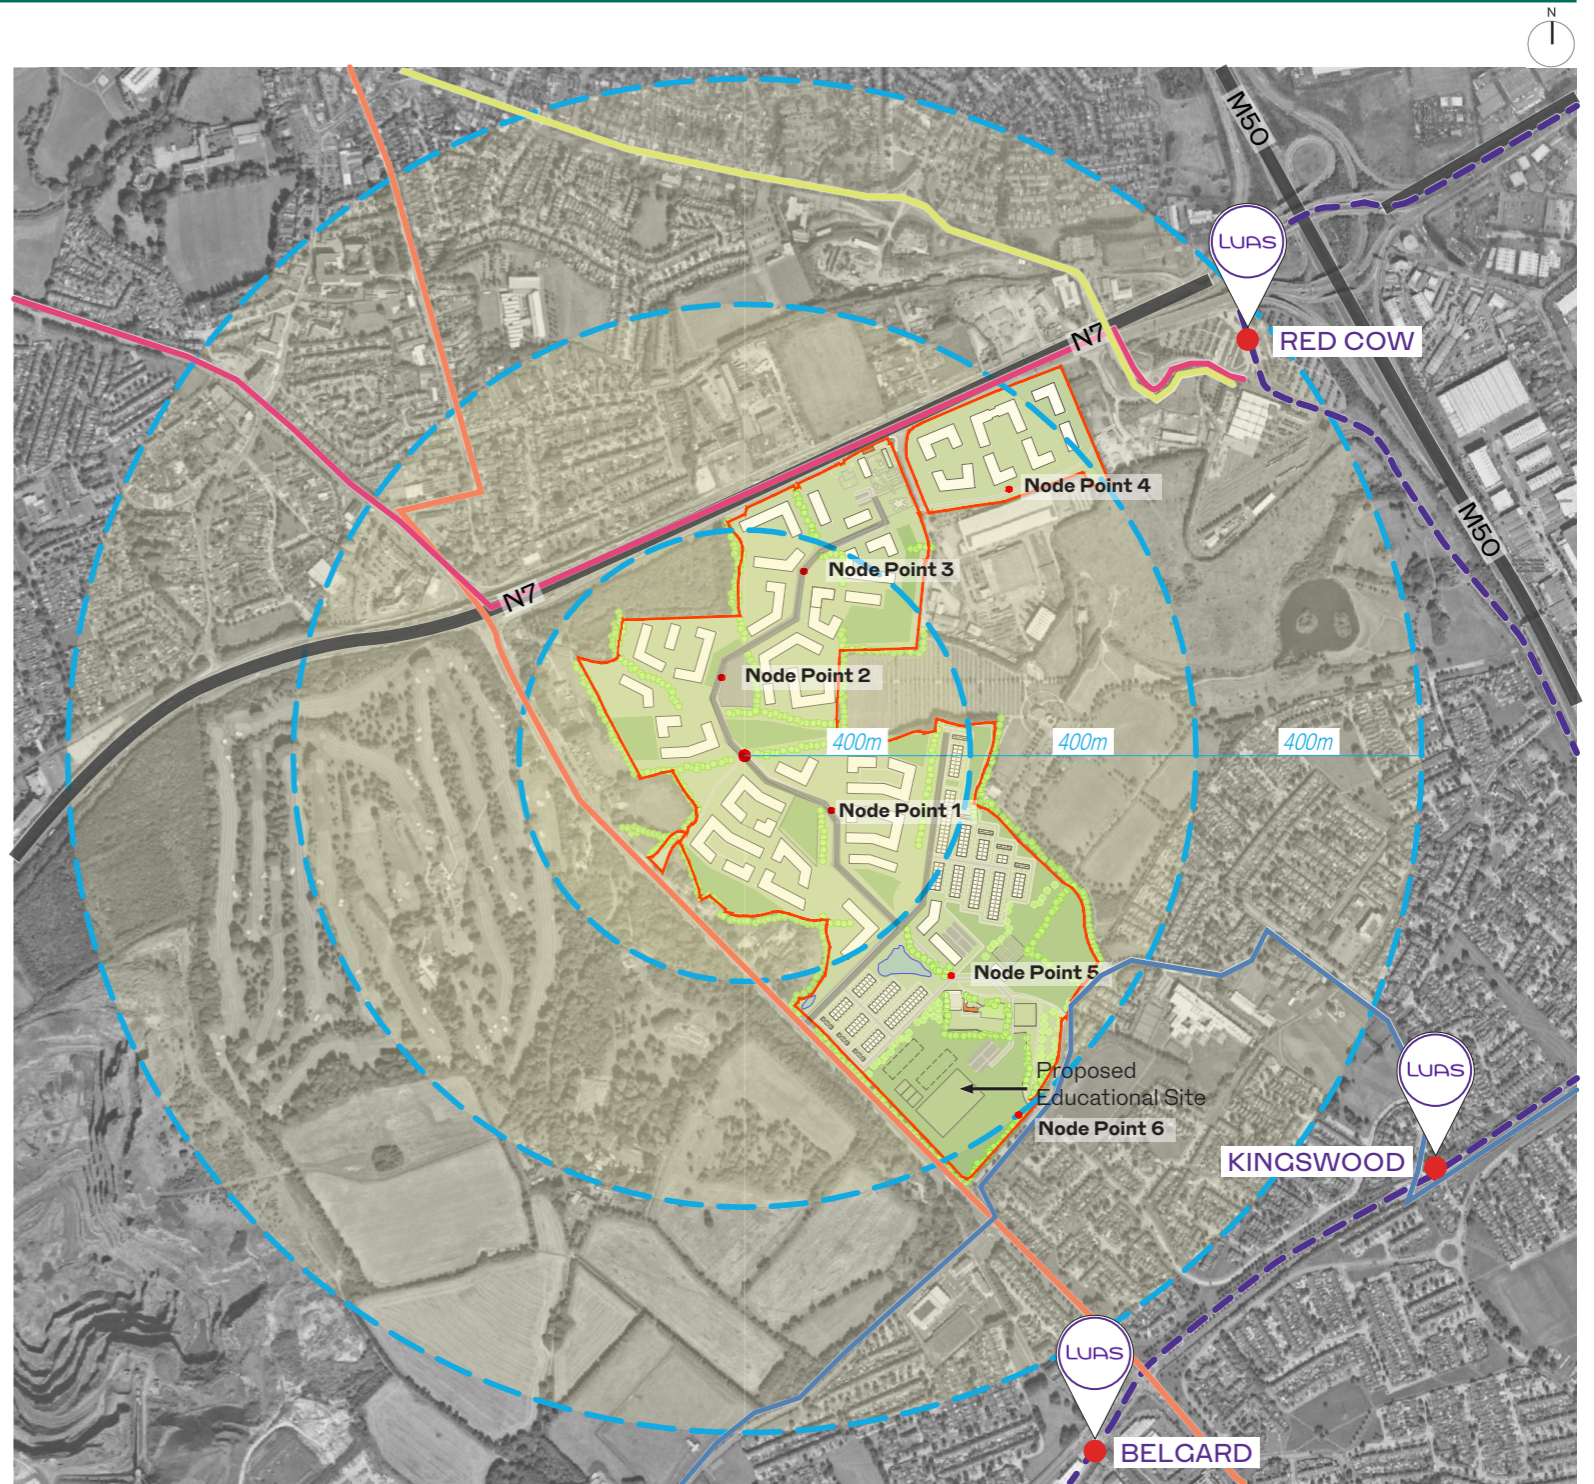 N
M50
LUAS
RED COW
N7
Node Point 4
M50
Node Point 3
N7
Node Point 2
400m
400m
400m
Node Point 1
Node Point 5
Proposed
Educational Site
LUAS
Node Point 6
KINGSWOOD
LUAS
BELGARD